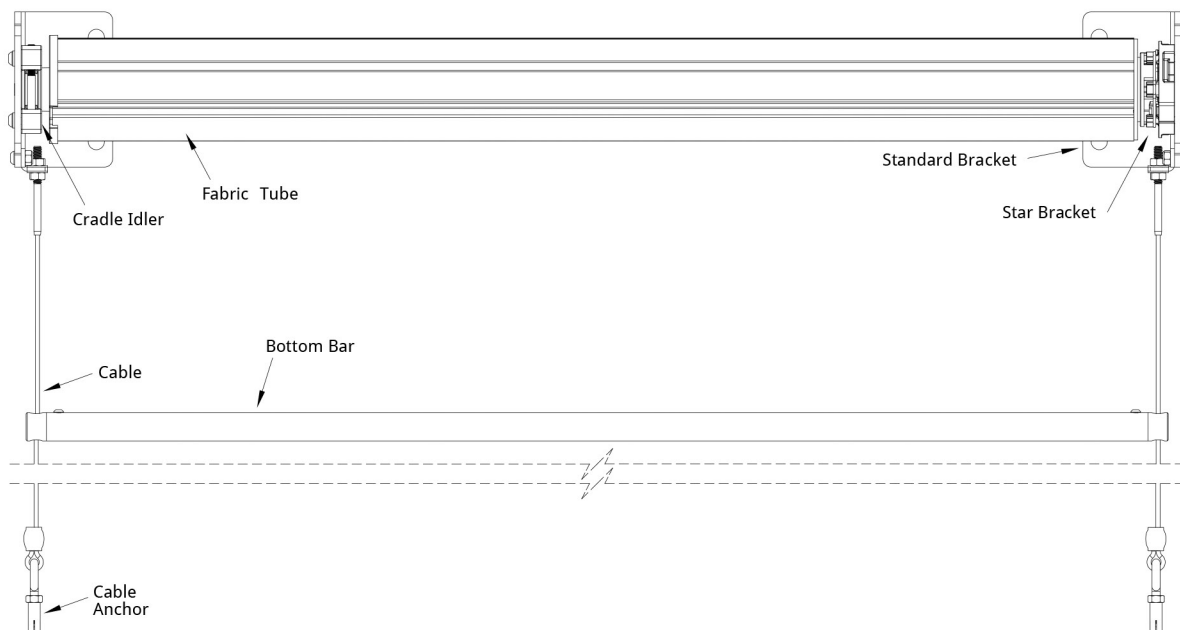 Standard Bracket
Fabric Tube
Star Bracket
Cradle Idler
Bottom Bar
Cable
Cable
Anchor